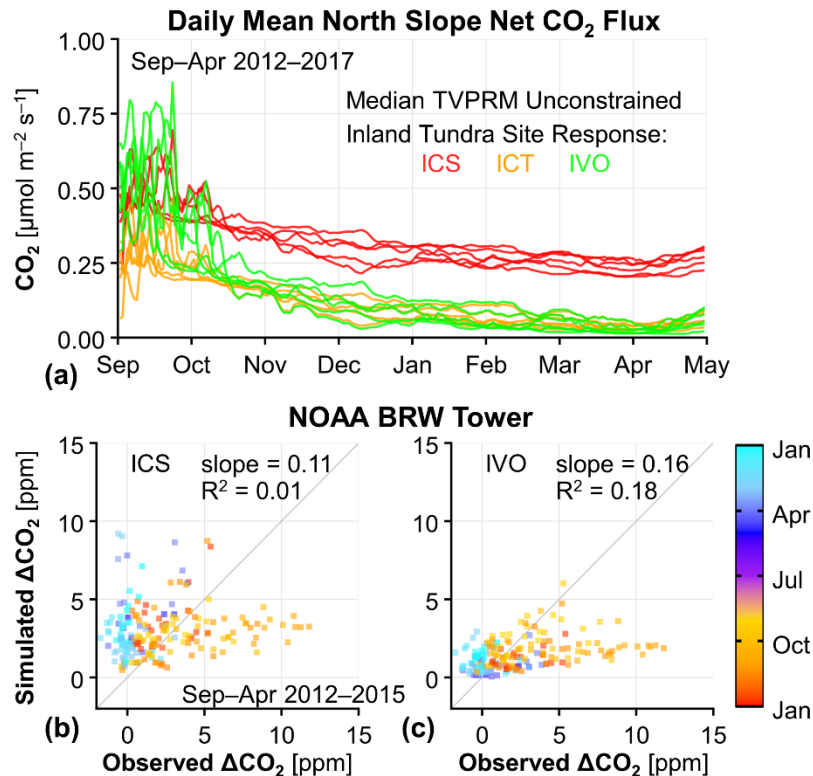 Daily Mean North Slope Net CO₂ Flux
1.00
0.75
0.50
0.25
0.00
CO₂ [µmol m⁻² s⁻¹]
Sep–Apr 2012–2017
Median TVPRM Unconstrained
Inland Tundra Site Response:
ICS ICT IVO
Sep Oct Nov Dec Jan Feb Mar Apr May
(a)
NOAA BRW Tower
15
10
5
0
Simulated ΔCO₂ [ppm]
ICS slope = 0.11
R² = 0.01
Sep–Apr 2012–2015
0 5 10 15
(b)
Observed ΔCO₂ [ppm]
IVO slope = 0.16
R² = 0.18
0 5 10 15
(c)
Observed ΔCO₂ [ppm]
Jan
Apr
Jul
Oct
Jan